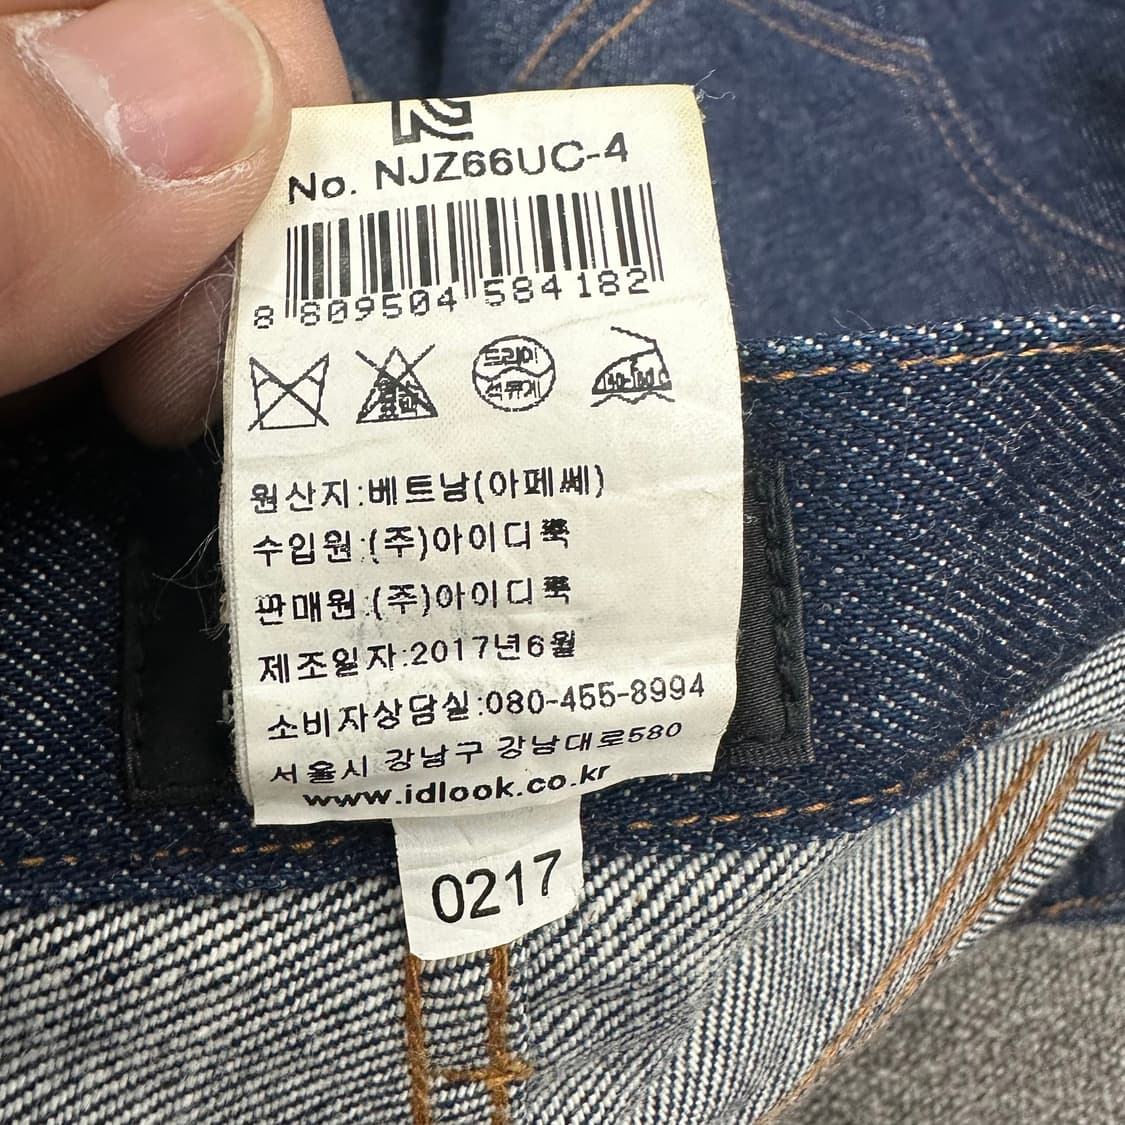 No. NJZ66UC-4
8 809504 584182
드라이
석유계
원산지:베트남(아페쎄)
수입원:(주)아이디룩
판매원:(주)아이디룩
제조일자:2017년6월
소비자상담실:080-455-8994
서울시 강남구 강남대로580
www.idlook.co.kr
0217